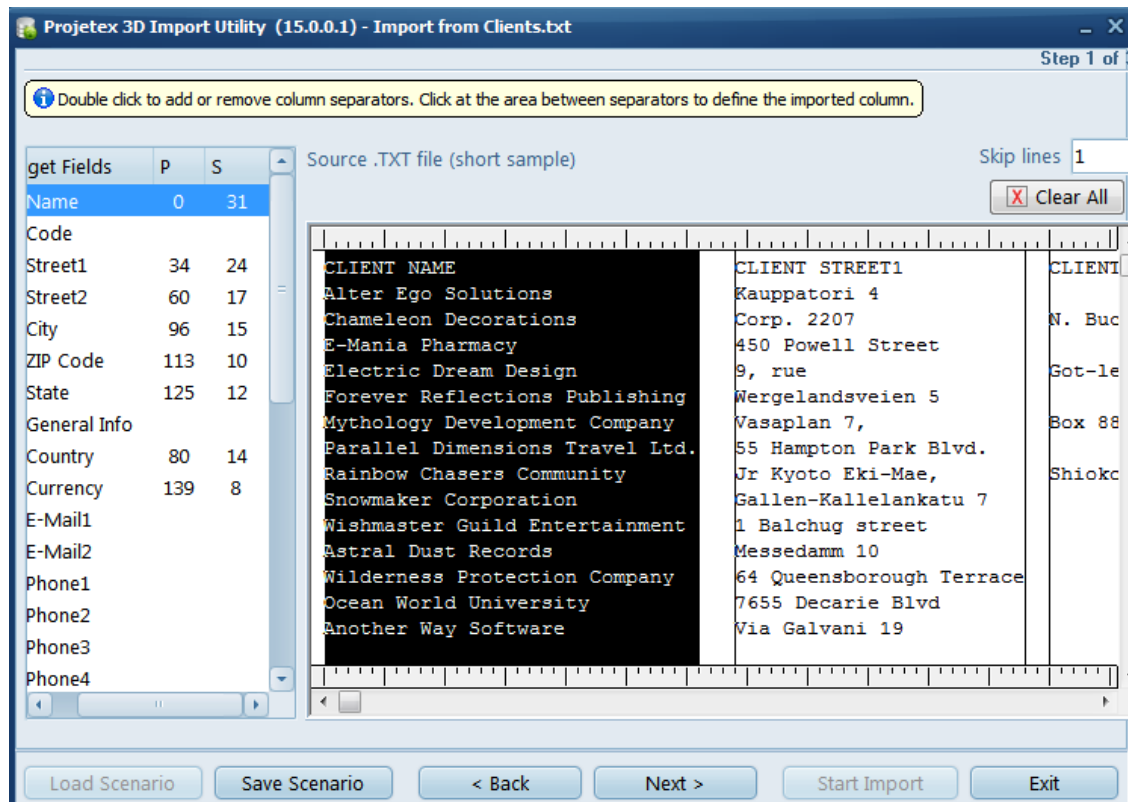 Projetex 3D Import Utility (15.0.0.1) - Import from Clients.txt
Step 1 of
Double click to add or remove column separators. Click at the area between separators to define the imported column.
get Fields P S
Name 0 31
Code
Street1 34 24
Street2 60 17
City 96 15
ZIP Code 113 10
State 125 12
General Info
Country 80 14
Currency 139 8
E-Mail1
E-Mail2
Phone1
Phone2
Phone3
Phone4
Source .TXT file (short sample)
Skip lines 1
X Clear All
CLIENT NAME CLIENT STREET1 CLIENT
Alter Ego Solutions Kauppatori 4
Chameleon Decorations Corp. 2207 N. Buc
E-Mania Pharmacy 450 Powell Street
Electric Dream Design 9, rue Got-le
Forever Reflections Publishing Wergelandsveien 5
Mythology Development Company Vasaplan 7, Box 88
Parallel Dimensions Travel Ltd. 55 Hampton Park Blvd.
Rainbow Chasers Community Jr Kyoto Eki-Mae, Shiokc
Snowmaker Corporation Gallen-Kallelankatu 7
Wishmaster Guild Entertainment 1 Balchug street
Astral Dust Records Messedamm 10
Wilderness Protection Company 64 Queensborough Terrace
Ocean World University 7655 Decarie Blvd
Another Way Software Via Galvani 19
Load Scenario Save Scenario < Back Next > Start Import Exit